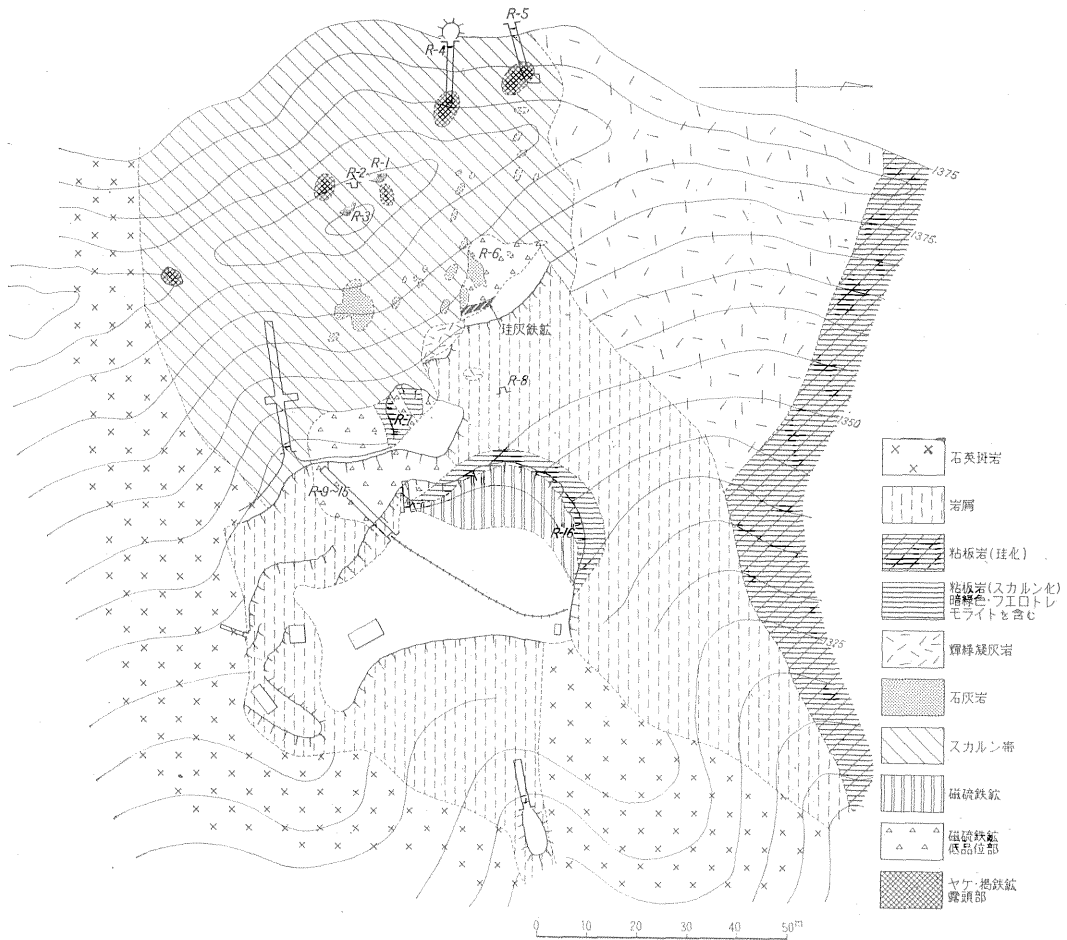 R-5
R-4
R-1
R-2
R-3
1375
1375
R-6
珪灰鉄鉱
R-8
1350
R-9~15
R-16
1325
石英斑岩
岩屑
粘板岩(珪化)
粘板岩(スカルン化)
暗緑色・フエロトレ
モライトを含む
輝緑凝灰岩
石灰岩
スカルン帯
磁硫鉄鉱
磁硫鉄鉱
低品位部
ヤケ・褐鉄鉱
露頭部
0 10 20 30 40 50m